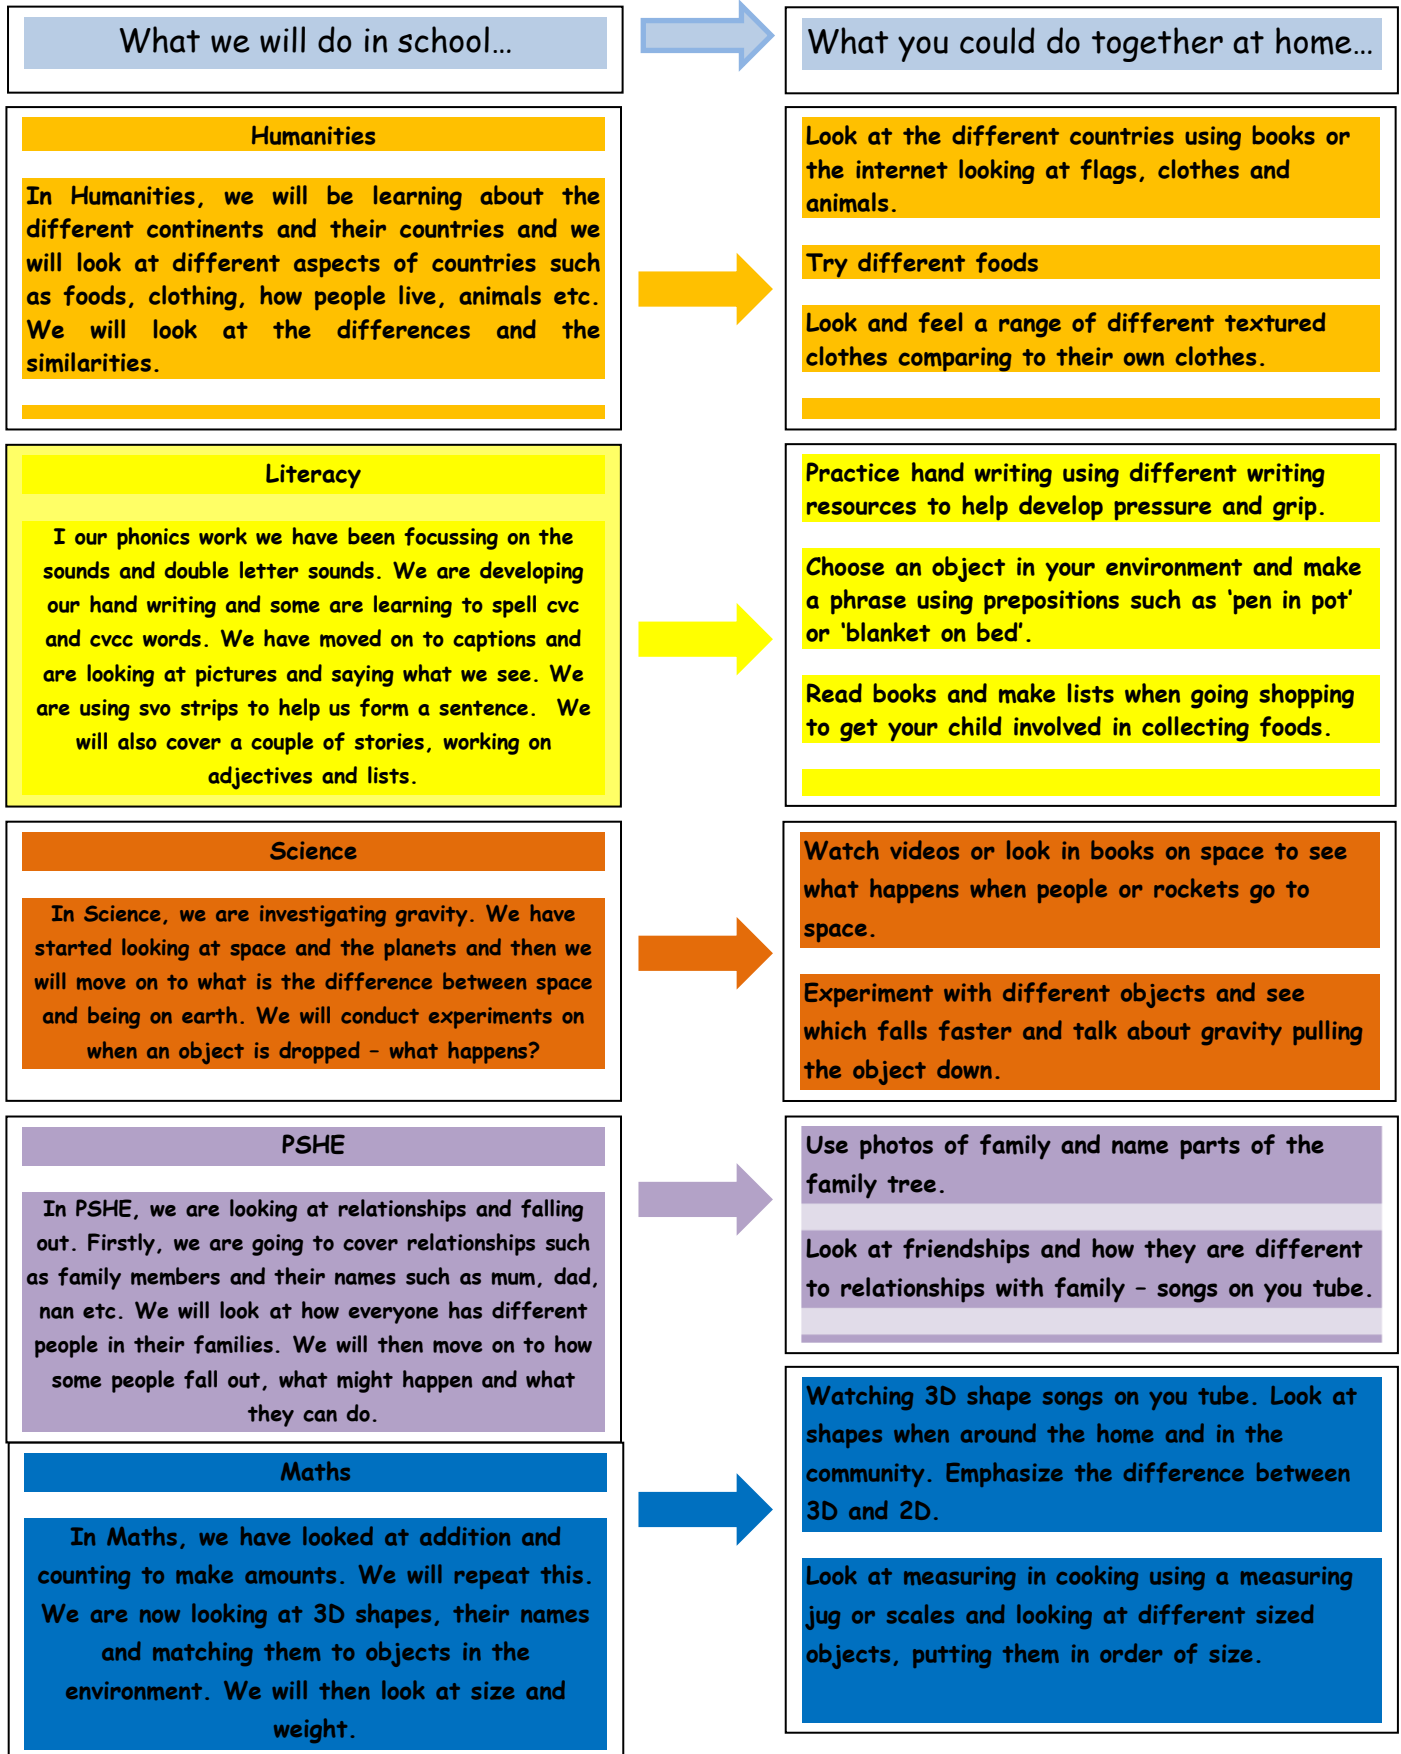 What we will do in school…
What you could do together at home…
Humanities
In Humanities, we will be learning about the
different continents and their countries and we
will look at different aspects of countries such
as foods, clothing, how people live, animals etc.
We will look at the differences and the
similarities.
Look at the different countries using books or
the internet looking at flags, clothes and
animals.
Try different foods
Look and feel a range of different textured
clothes comparing to their own clothes.
Literacy
I our phonics work we have been focussing on the
sounds and double letter sounds. We are developing
our hand writing and some are learning to spell cvc
and cvcc words. We have moved on to captions and
are looking at pictures and saying what we see. We
are using svo strips to help us form a sentence. We
will also cover a couple of stories, working on
adjectives and lists.
Practice hand writing using different writing
resources to help develop pressure and grip.
Choose an object in your environment and make
a phrase using prepositions such as ‘pen in pot’
or ‘blanket on bed’.
Read books and make lists when going shopping
to get your child involved in collecting foods.
Science
In Science, we are investigating gravity. We have
started looking at space and the planets and then we
will move on to what is the difference between space
and being on earth. We will conduct experiments on
when an object is dropped – what happens?
Watch videos or look in books on space to see
what happens when people or rockets go to
space.
Experiment with different objects and see
which falls faster and talk about gravity pulling
the object down.
PSHE
In PSHE, we are looking at relationships and falling
out. Firstly, we are going to cover relationships such
as family members and their names such as mum, dad,
nan etc. We will look at how everyone has different
people in their families. We will then move on to how
some people fall out, what might happen and what
they can do.
Use photos of family and name parts of the
family tree.
Look at friendships and how they are different
to relationships with family – songs on you tube.
Maths
In Maths, we have looked at addition and
counting to make amounts. We will repeat this.
We are now looking at 3D shapes, their names
and matching them to objects in the
environment. We will then look at size and
weight.
Watching 3D shape songs on you tube. Look at
shapes when around the home and in the
community. Emphasize the difference between
3D and 2D.
Look at measuring in cooking using a measuring
jug or scales and looking at different sized
objects, putting them in order of size.